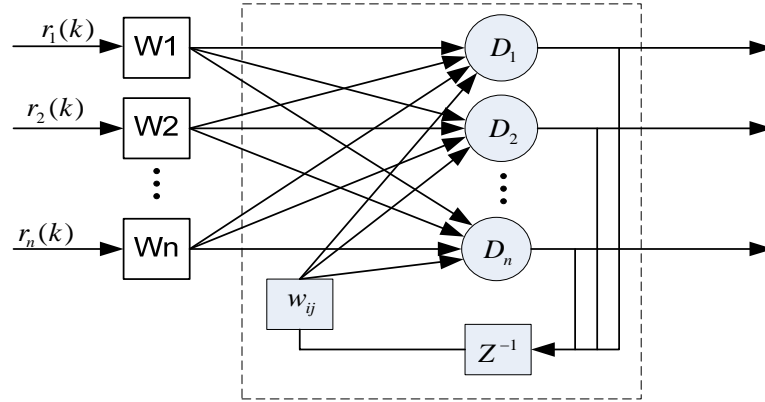 r₁(k) W1 D₁
r₂(k) W2 D₂
rₙ(k) Wn Dₙ
wᵢⱼ
Z⁻¹